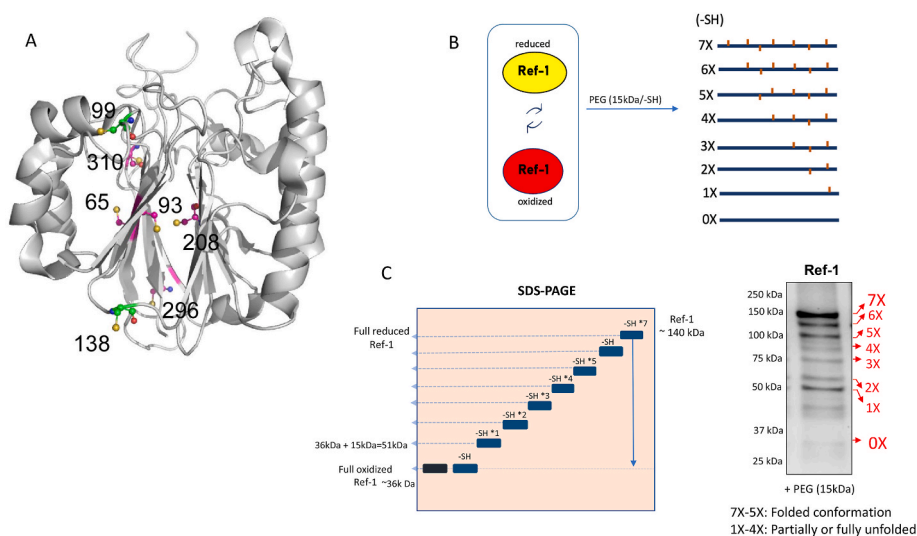 A
99
310
65
93
208
296
138
B
reduced
Ref-1
Ref-1
oxidized
PEG (15kDa/-SH)
(-SH)
7X
6X
5X
4X
3X
2X
1X
0X
C
SDS-PAGE
Full reduced
Ref-1
-SH *7
-SH
-SH *5
-SH *4
-SH *3
-SH *2
-SH *1
-SH
36kDa + 15kDa=51kDa
Full oxidized
Ref-1 ~36k Da
Ref-1
~ 140 kDa
Ref-1
250 kDa
150 kDa
100 kDa
75 kDa
50 kDa
37 kDa
25 kDa
7X
6X
5X
4X
3X
2X
1X
0X
+ PEG (15kDa)
7X-5X: Folded conformation
1X-4X: Partially or fully unfolded